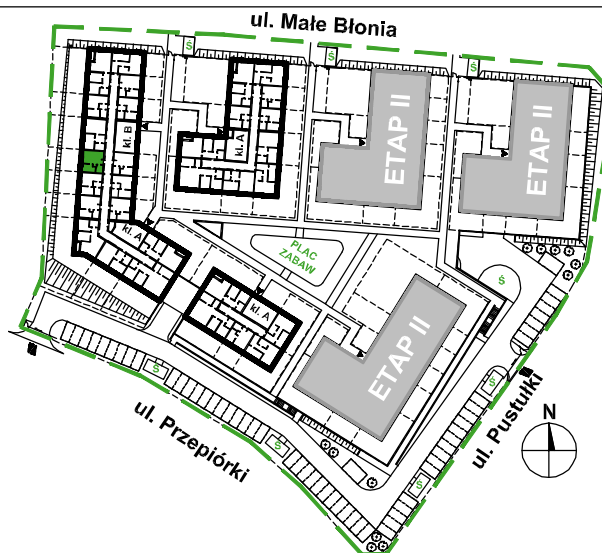 ul. Małe Błonia
Ś
Ś
Ś
kl. B
kl. A
ETAP II
ETAP II
kl. A
PLAC
ZABAW
Ś
kl. A
ETAP II
Ś
Ś
ul. Przepiórki
Ś
Ś
ul. Pustułki
N